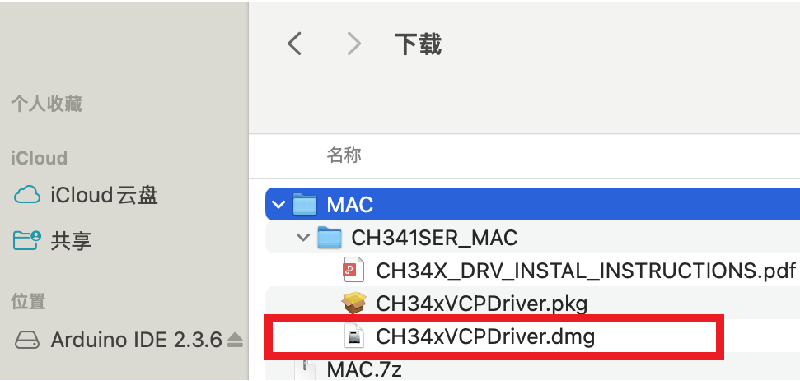 下载
个人收藏
iCloud
iCloud云盘
共享
位置
Arduino IDE 2.3.6
名称
MAC
CH341SER_MAC
CH34X_DRV_INSTAL_INSTRUCTIONS.pdf
CH34xVCPDriver.pkg
CH34xVCPDriver.dmg
MAC.7z